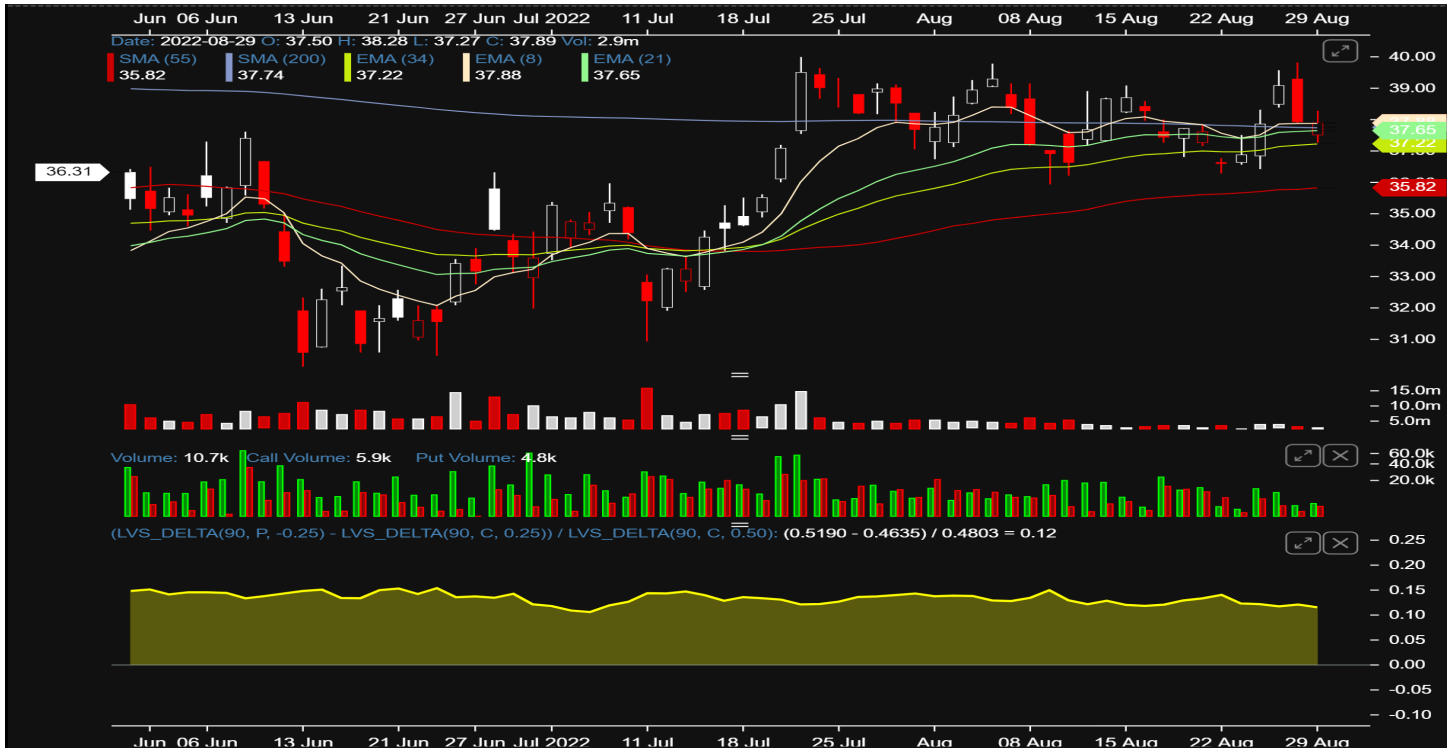 Jun 06 Jun 13 Jun 21 Jun 27 Jun Jul 2022 11 Jul 18 Jul 25 Jul Aug 08 Aug 15 Aug 22 Aug 29 Aug
Date: 2022-08-29 O: 37.50 H: 38.28 L: 37.27 C: 37.89 Vol: 2.9m
SMA (55) SMA (200) EMA (34) EMA (8) EMA (21)
35.82 37.74 37.22 37.88 37.65
40.00
39.00
37.65
37.22
37.00
36.31
35.82
35.00
34.00
33.00
32.00
31.00
15.0m
10.0m
5.0m
Volume: 10.7k Call Volume: 5.9k Put Volume: 4.8k
60.0k
40.0k
20.0k
(LVS_DELTA(90, P, -0.25) - LVS_DELTA(90, C, 0.25)) / LVS_DELTA(90, C, 0.50): (0.5190 - 0.4635) / 0.4803 = 0.12
0.25
0.20
0.15
0.10
0.05
0.00
-0.05
-0.10
Jun 06 Jun 13 Jun 21 Jun 27 Jun Jul 2022 11 Jul 18 Jul 25 Jul Aug 08 Aug 15 Aug 22 Aug 29 Aug